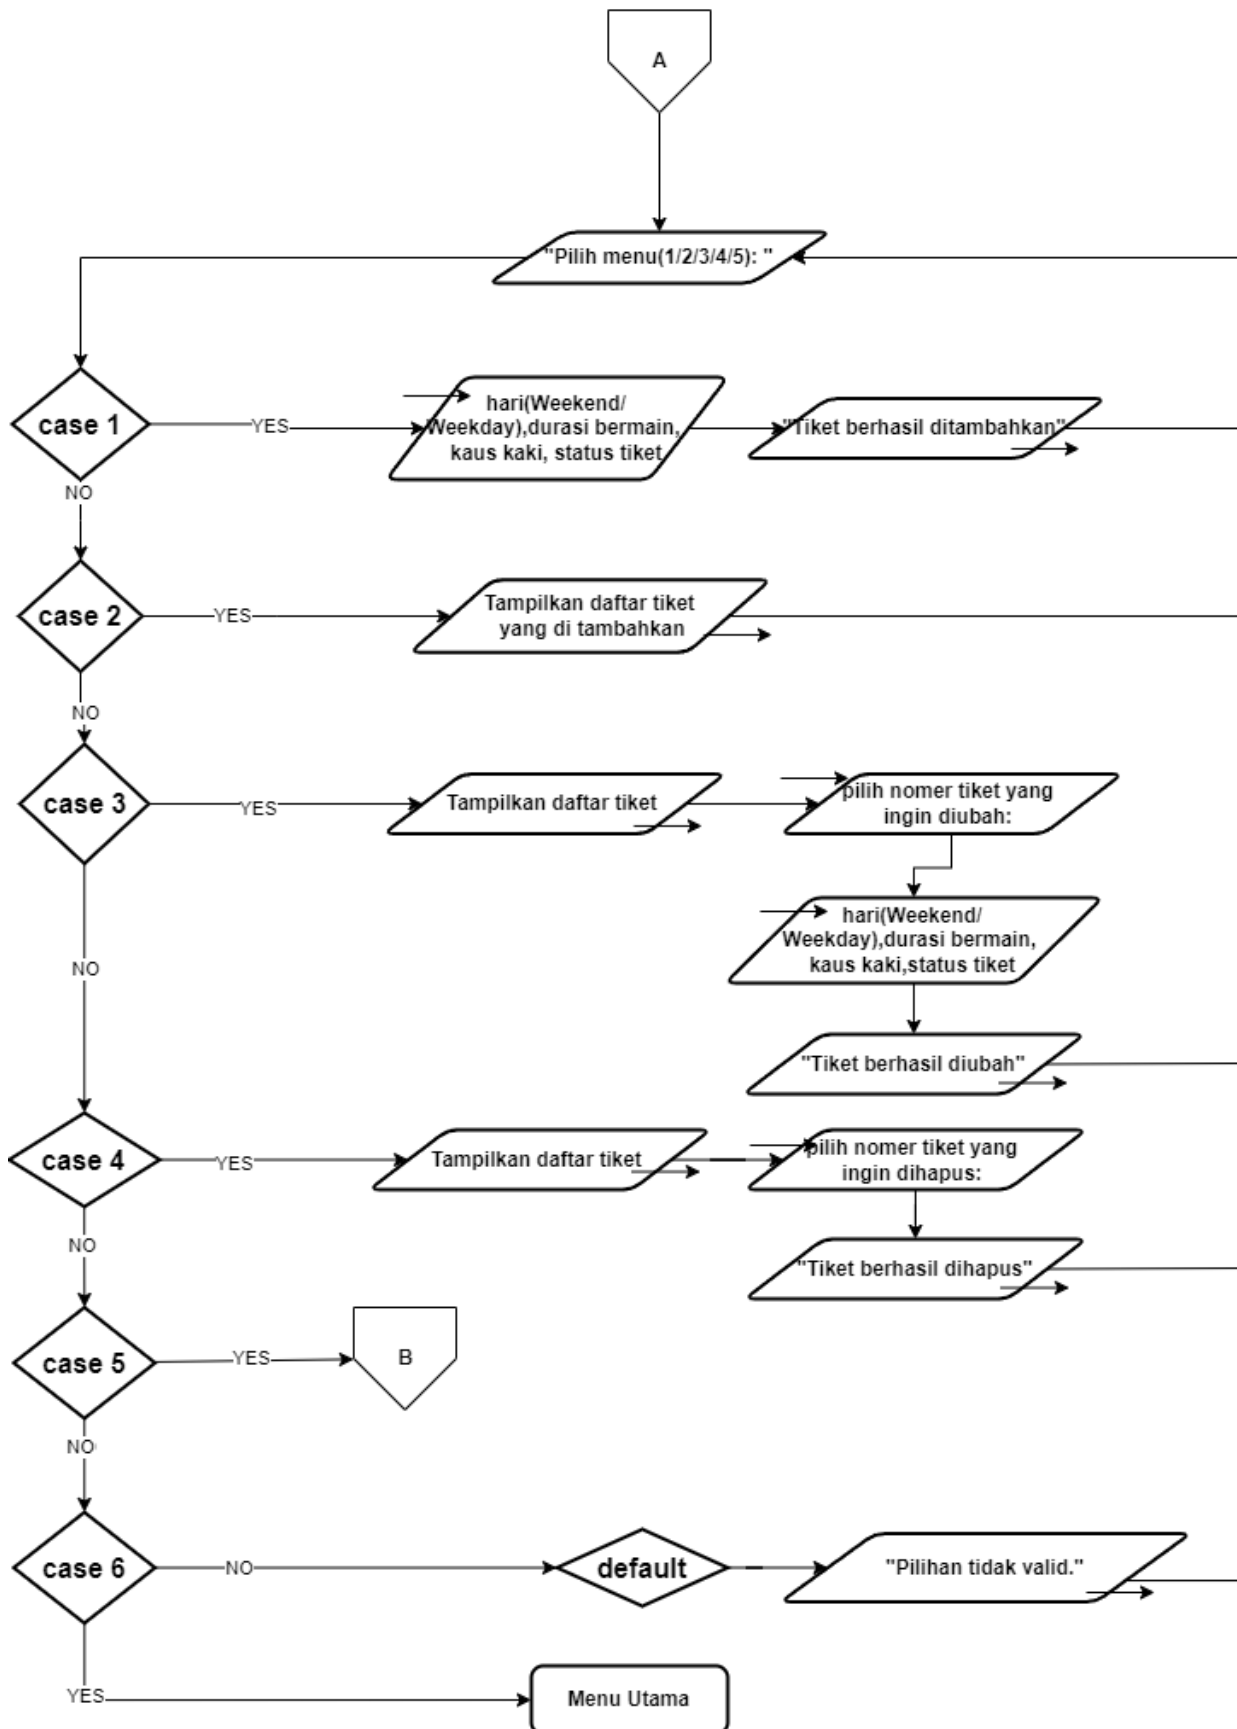 A
"Pilih menu(1/2/3/4/5): "
case 1
YES
hari(Weekend/
Weekday),durasi bermain,
kaus kaki, status tiket
"Tiket berhasil ditambahkan"
NO
case 2
YES
Tampilkan daftar tiket
yang di tambahkan
NO
case 3
YES
Tampilkan daftar tiket
pilih nomer tiket yang
ingin diubah:
hari(Weekend/
Weekday),durasi bermain,
kaus kaki,status tiket
NO
"Tiket berhasil diubah"
case 4
YES
Tampilkan daftar tiket
pilih nomer tiket yang
ingin dihapus:
NO
"Tiket berhasil dihapus"
case 5
YES
B
NO
case 6
NO
default
"Pilihan tidak valid."
YES
Menu Utama